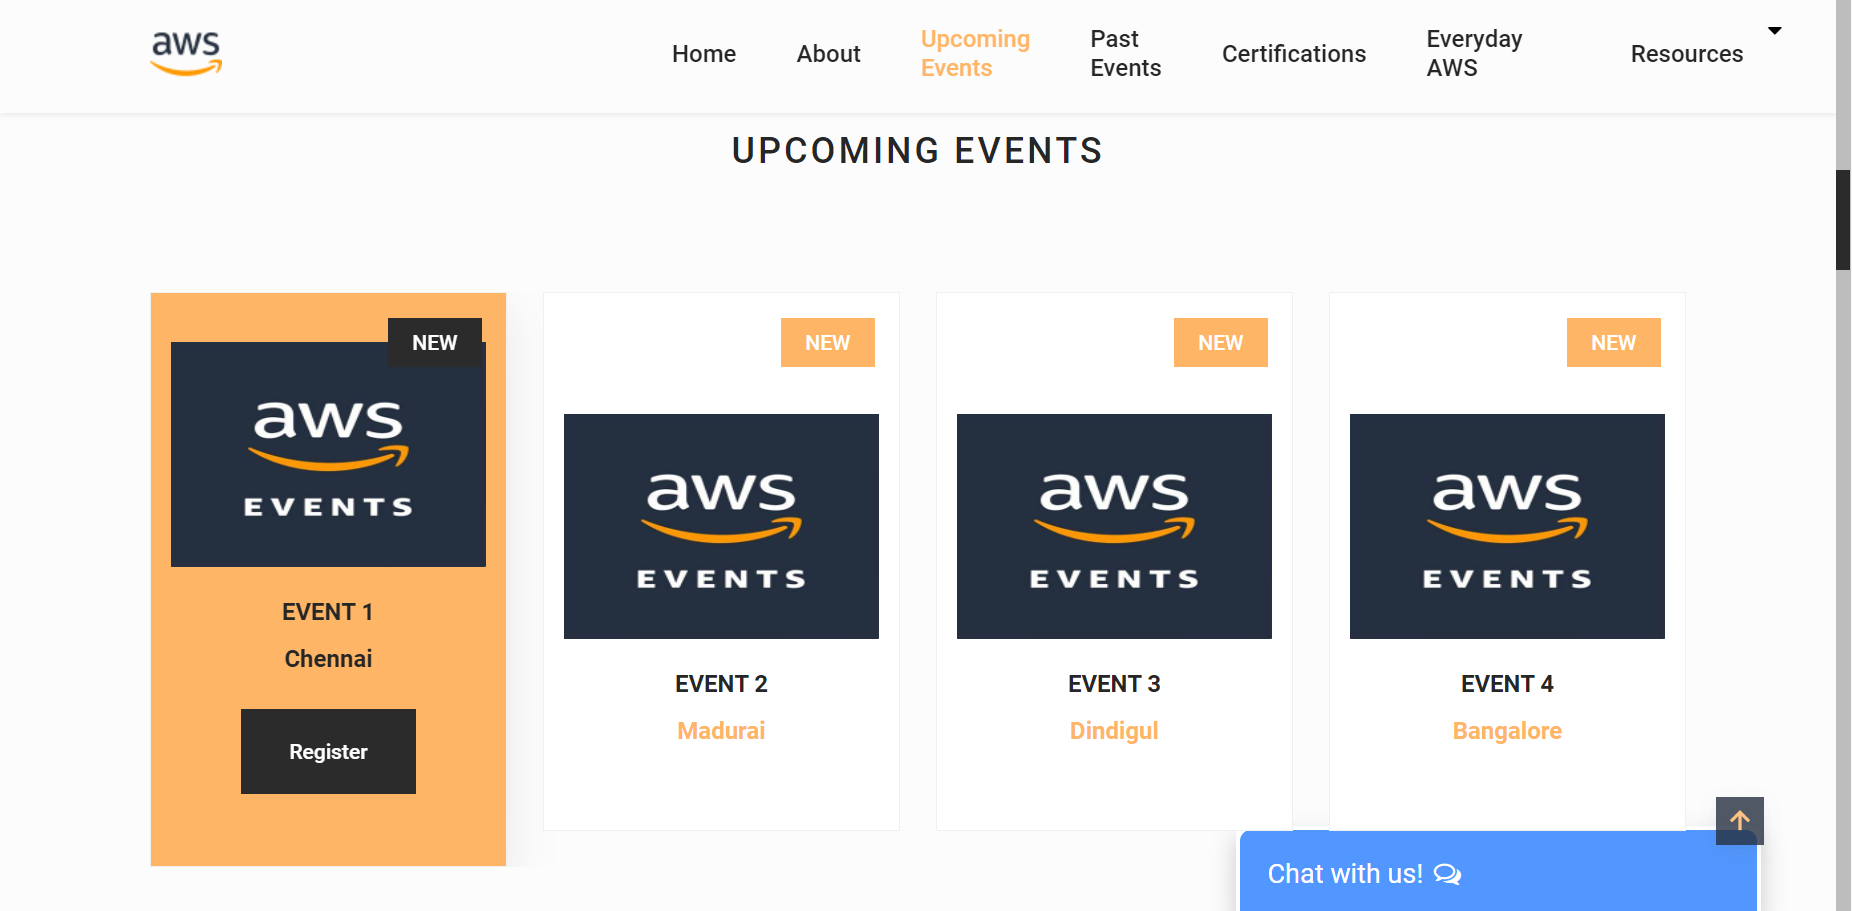 aws
Home
About
Upcoming
Events
Past
Events
Certifications
Everyday
AWS
Resources
UPCOMING EVENTS
NEW
aws
EVENTS
EVENT 1
Chennai
Register
NEW
aws
EVENTS
EVENT 2
Madurai
NEW
aws
EVENTS
EVENT 3
Dindigul
NEW
aws
EVENTS
EVENT 4
Bangalore
Chat with us!